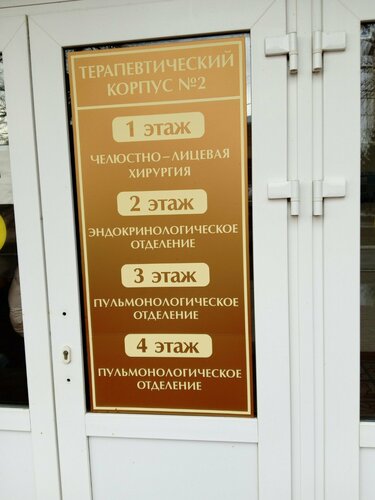 ТЕРАПЕВТИЧЕСКИЙ
КОРПУС №2
1 этаж
ЧЕЛЮСТНО–ЛИЦЕВАЯ
ХИРУРГИЯ
2 этаж
ЭНДОКРИНОЛОГИЧЕСКОЕ
ОТДЕЛЕНИЕ
3 этаж
ПУЛЬМОНОЛОГИЧЕСКОЕ
ОТДЕЛЕНИЕ
4 этаж
ПУЛЬМОНОЛОГИЧЕСКОЕ
ОТДЕЛЕНИЕ